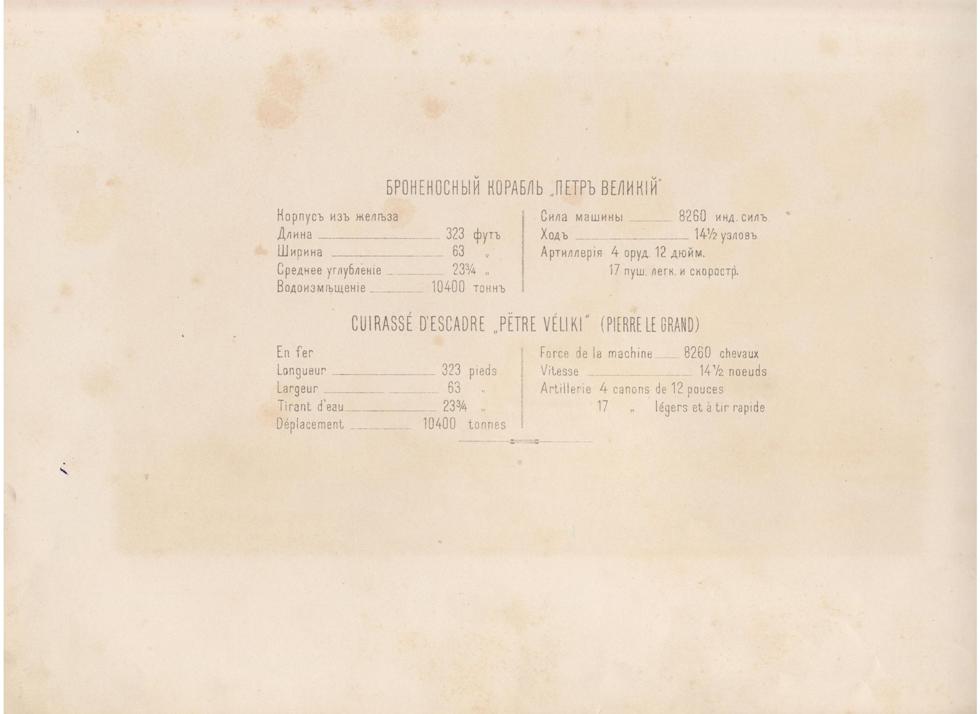 БРОНЕНОСНЫЙ КОРАБЛЬ „ПЕТРЪ ВЕЛИКІЙ"
Корпусъ изъ желѣза
Длина 323 футъ
Ширина 63 „
Среднее углубленіе 23¾ „
Водоизмѣщеніе 10400 тоннъ
Сила машины 8260 инд. силъ
Ходъ 14½ узловъ
Артиллерія 4 оруд. 12 дюйм.
17 пуш. легк. и скоростр.
CUIRASSÉ D'ESCADRE „PËTRE VÉLIKI" (PIERRE LE GRAND)
En fer
Longueur 323 pieds
Largeur 63 „
Tirant d'eau 23¾ „
Déplacement 10400 tonnes
Force de la machine 8260 chevaux
Vitesse 14½ noeuds
Artillerie 4 canons de 12 pouces
17 „ légers et à tir rapide